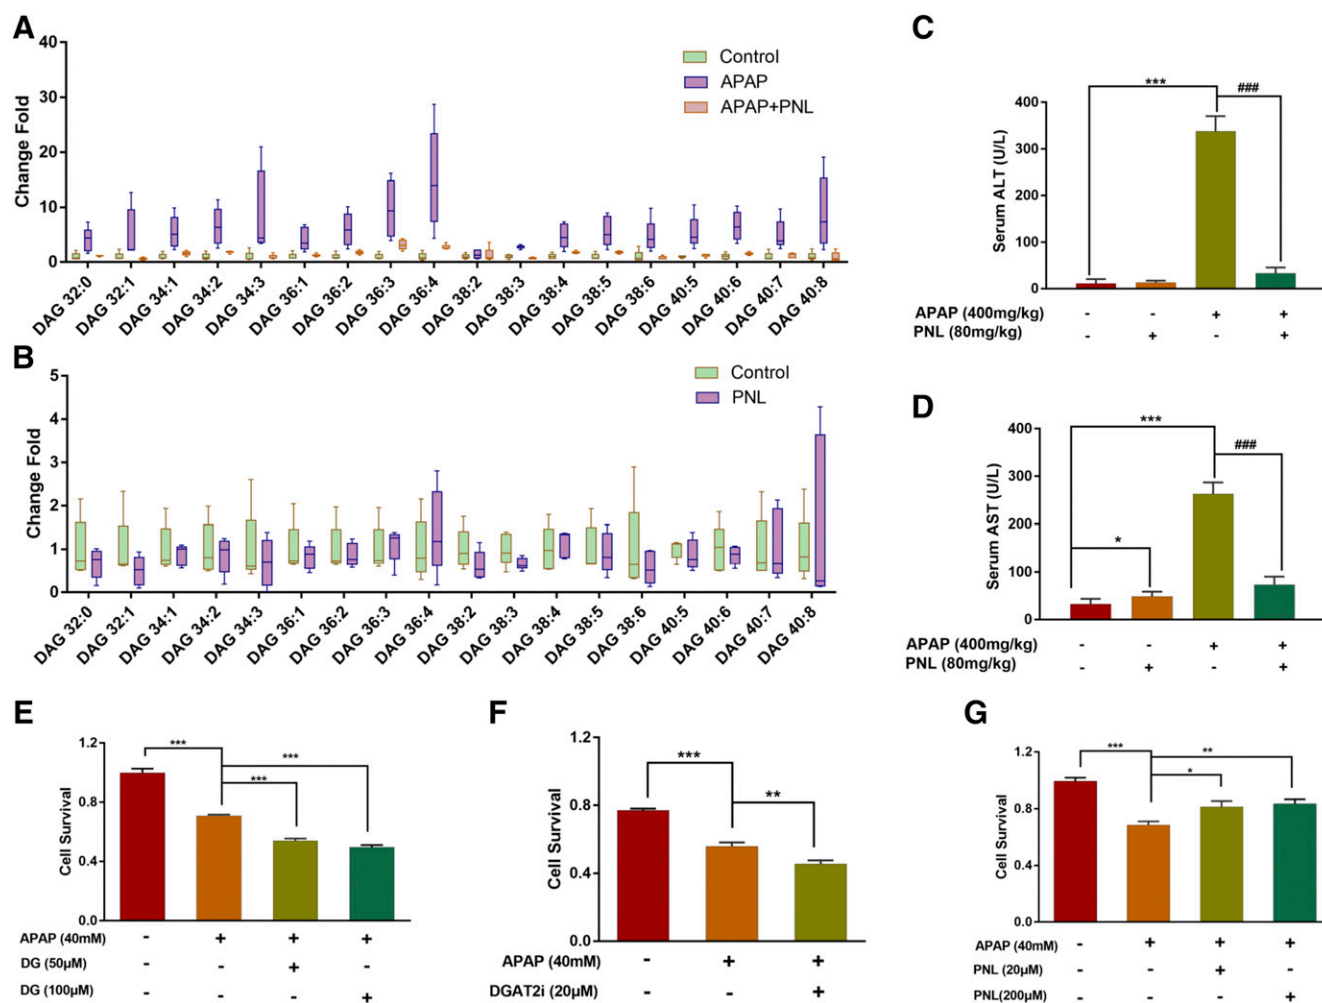 A
Change Fold
40
30
20
10
0
Control
APAP
APAP+PNL
DAG 32:0
DAG 32:1
DAG 34:1
DAG 34:2
DAG 34:3
DAG 36:1
DAG 36:2
DAG 36:3
DAG 36:4
DAG 38:2
DAG 38:3
DAG 38:4
DAG 38:5
DAG 38:6
DAG 40:5
DAG 40:6
DAG 40:7
DAG 40:8
B
Change Fold
5
4
3
2
1
0
Control
PNL
DAG 32:0
DAG 32:1
DAG 34:1
DAG 34:2
DAG 34:3
DAG 36:1
DAG 36:2
DAG 36:3
DAG 36:4
DAG 38:2
DAG 38:3
DAG 38:4
DAG 38:5
DAG 38:6
DAG 40:5
DAG 40:6
DAG 40:7
DAG 40:8
C
Serum ALT (U/L)
400
300
200
100
0
*** ###
APAP (400mg/kg) - - + +
PNL (80mg/kg) - + - +
D
Serum AST (U/L)
400
300
200
100
0
*** ###
*
APAP (400mg/kg) - - + +
PNL (80mg/kg) - + - +
E
Cell Survival
1.2
0.8
0.4
0.0
*** ***
***
APAP (40mM) - + + +
DG (50µM) - - + -
DG (100µM) - - - +
F
Cell Survival
1.2
0.8
0.4
0.0
***
**
APAP (40mM) - + +
DGAT2i (20µM) - - +
G
Cell Survival
1.2
0.8
0.4
0.0
*** **
*
APAP (40mM) - + + +
PNL (20µM) - - + -
PNL(200µM) - - - +